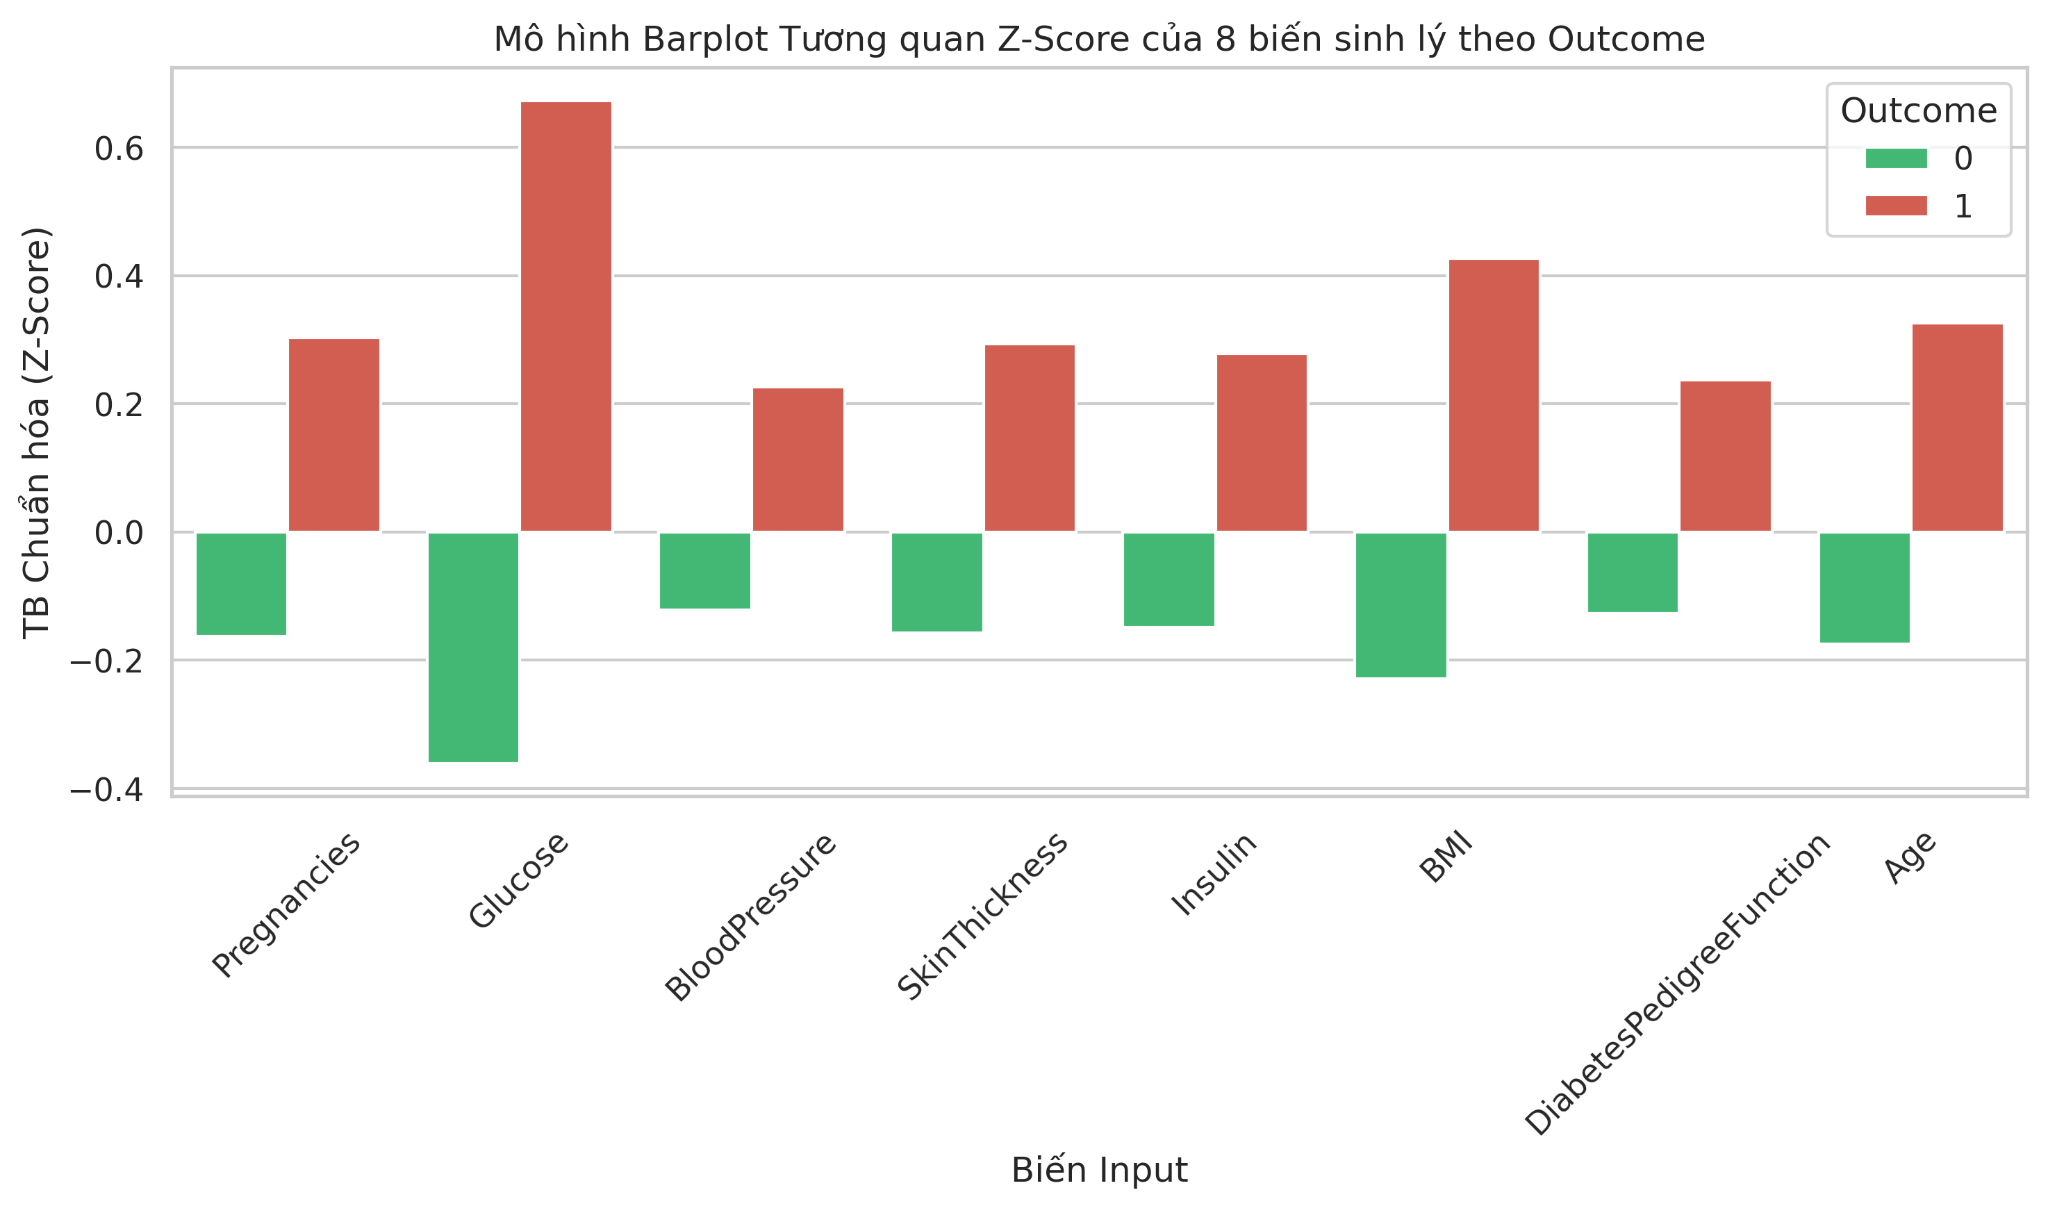 Mô hình Barplot Tương quan Z-Score của 8 biến sinh lý theo Outcome
TB Chuẩn hóa (Z-Score)
0.6
0.4
0.2
0.0
−0.2
−0.4
Outcome
0
1
Pregnancies
Glucose
BloodPressure
SkinThickness
Insulin
BMI
DiabetesPedigreeFunction
Age
Biến Input